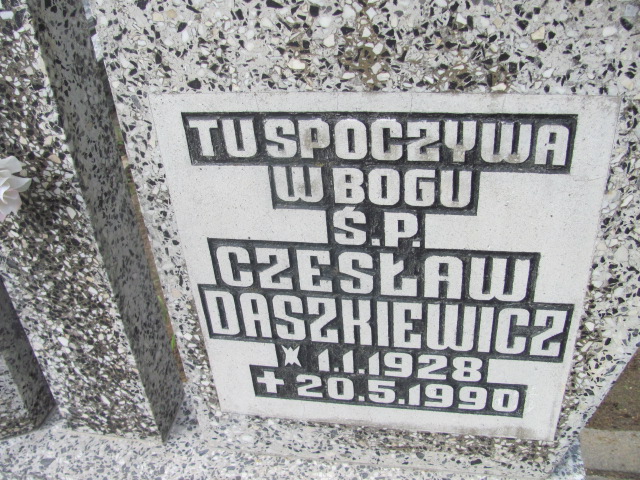 TU SPOCZYWA
W BOGU
Ś.P.
CZESŁAW
DASZKIEWICZ
* 1.1.1928
+ 20.5.1990